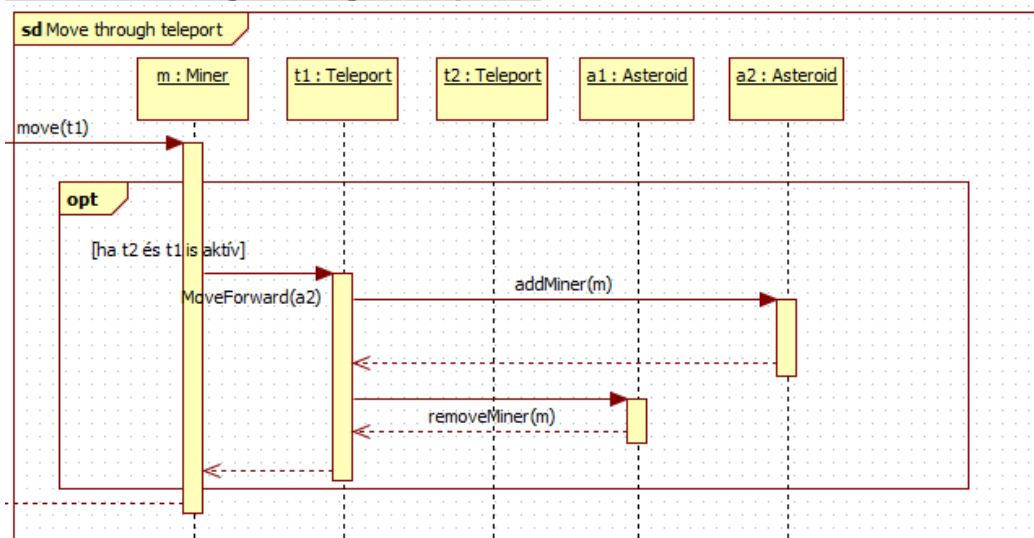 sd Move through teleport
m : Miner
t1 : Teleport
t2 : Teleport
a1 : Asteroid
a2 : Asteroid
move(t1)
opt
[ha t2 és t1 is aktív]
MoveForward(a2)
addMiner(m)
removeMiner(m)